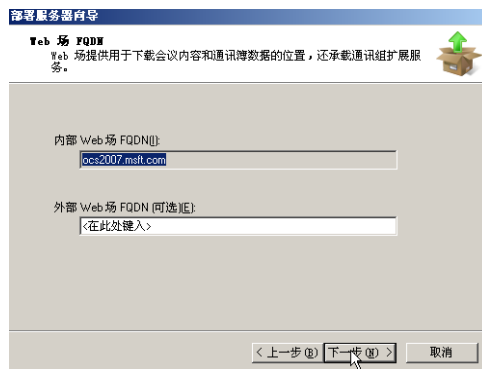 部署服务器向导
Web 场 FQDN
Web 场提供用于下载会议内容和通讯簿数据的位置，还承载通讯组扩展服
务。
内部 Web 场 FQDN(I):
ocs2007.msft.com
外部 Web 场 FQDN (可选)(E):
<在此处键入>
< 上一步(B) 下一步(N) > 取消